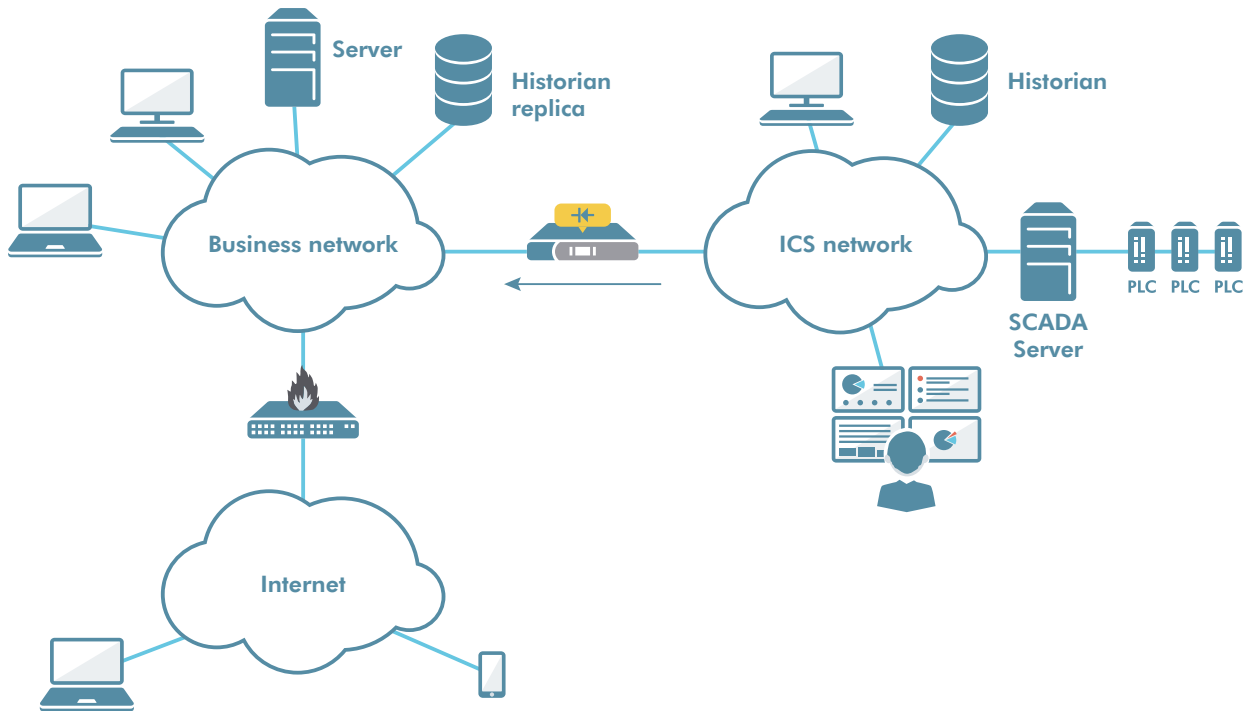 Server
Historian
replica
Historian
Business network
ICS network
PLC PLC PLC
SCADA
Server
Internet